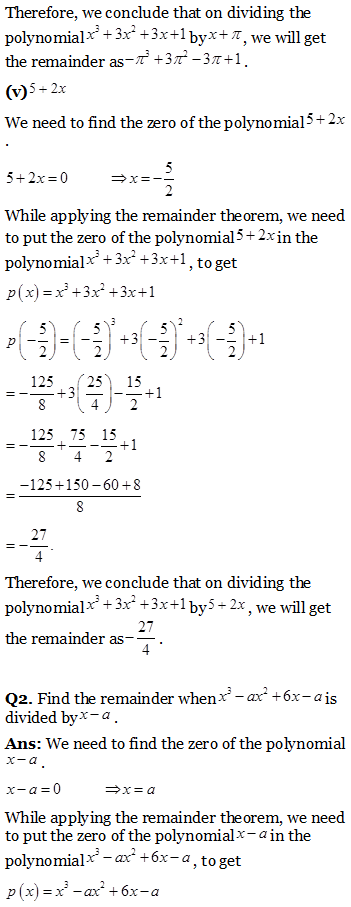 Therefore, we conclude that on dividing the
polynomial x³ + 3x² + 3x + 1 by x + π , we will get
the remainder as −π³ + 3π² − 3π + 1 .
(v) 5 + 2x
We need to find the zero of the polynomial 5 + 2x
.
5 + 2x = 0 ⇒ x = −5/2
While applying the remainder theorem, we need
to put the zero of the polynomial 5 + 2x in the
polynomial x³ + 3x² + 3x + 1 , to get
p(x) = x³ + 3x² + 3x + 1
p(−5/2) = (−5/2)³ + 3(−5/2)² + 3(−5/2) + 1
= −125/8 + 3(25/4) − 15/2 + 1
= −125/8 + 75/4 − 15/2 + 1
= (−125 + 150 − 60 + 8)/8
= −27/4 .
Therefore, we conclude that on dividing the
polynomial x³ + 3x² + 3x + 1 by 5 + 2x , we will get
the remainder as −27/4 .
Q2. Find the remainder when x³ − ax² + 6x − a is
divided by x − a .
Ans: We need to find the zero of the polynomial
x − a .
x − a = 0 ⇒ x = a
While applying the remainder theorem, we need
to put the zero of the polynomial x − a in the
polynomial x³ − ax² + 6x − a , to get
p(x) = x³ − ax² + 6x − a